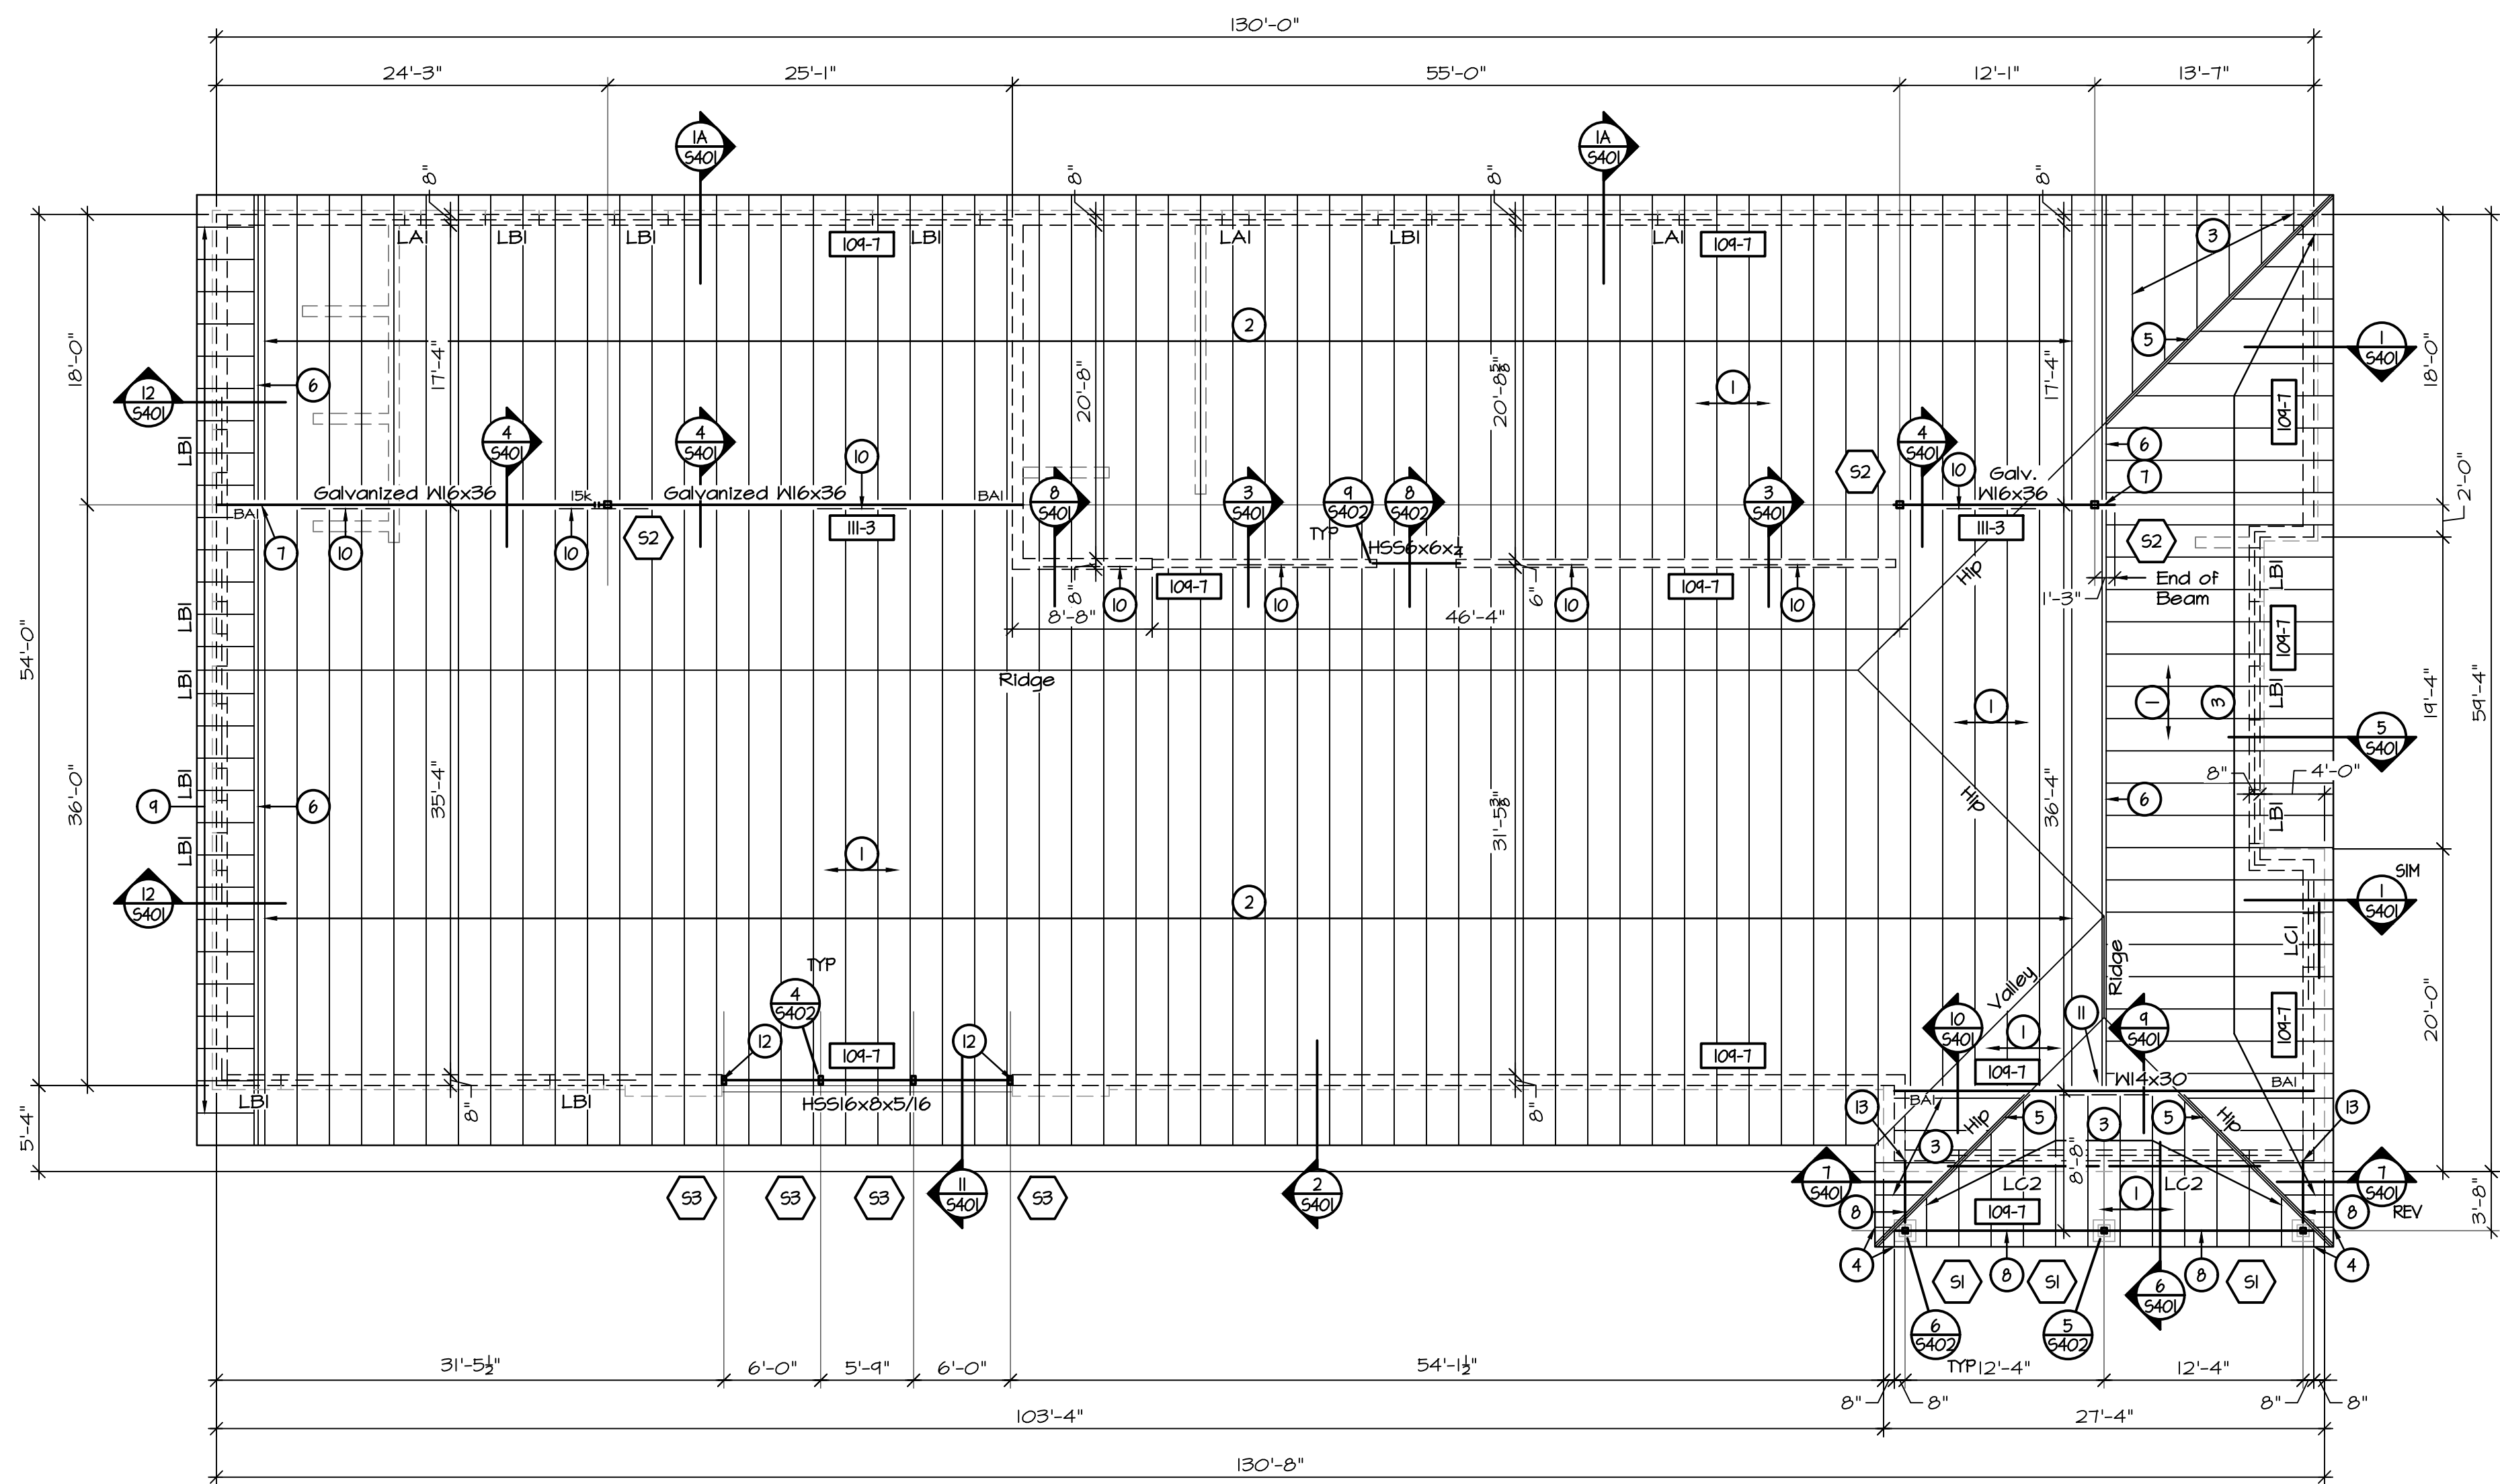 130'-0"
24'-3"
25'-1"
55'-0"
12'-1"
13'-7"
1A
S401
1A
S401
8"
8"
8"
8"
LA1
LB1
LB1
109-7
LB1
LA1
LB1
LA1
109-7
3
18'-0"
17'-4"
20'-8"
20'-8⅝"
17'-4"
18'-0"
2
5
1
S401
12
S401
6
1
109-7
LB1
4
S401
4
S401
10
4
S401
10
S2
6
7
2'-0"
Galvanized W16x36
15k
Galvanized W16x36
BA1
8
S401
3
S401
9
S402
8
S402
3
S401
Galv.
W16x36
BA1
7
10
10
S2
111-3
TYP
HSS6x6x¼
111-3
S2
Hip
End of
Beam
1'-3"
LB1
109-7
8"
8'-8"
10
109-7
10
6"
10
46'-4"
109-7
10
54'-0"
LB1
LB1
Ridge
109-7
LB1
19'-4"
59'-4"
1
1
3
5
S401
36'-0"
LB1
9
6
35'-4"
31'-5⅜"
Hip
36'-4"
6
8"
4'-0"
LB1
LB1
1
12
S401
2
SIM
1
S401
LC1
TYP
4
S402
12
12
109-7
109-7
Valley
Ridge
10
S401
1
11
9
S401
109-7
20'-0"
109-7
W14x30
BA1
BA1
5'-4"
LB1
8"
LB1
HSS16x8x5/16
8"
13
Hip
5
3
5
Hip
13
3
8'-8"
7
S401
LC2
LC2
7
S401
REV
S3
S3
S3
11
S401
S3
2
S401
8
109-7
1
8
3'-8"
4
S1
8
S1
8
6
S401
S1
4
6
S402
5
S402
TYP
31'-5½"
6'-0"
5'-9"
6'-0"
54'-1½"
12'-4"
12'-4"
8"
8"
8"
8"
103'-4"
27'-4"
130'-8"